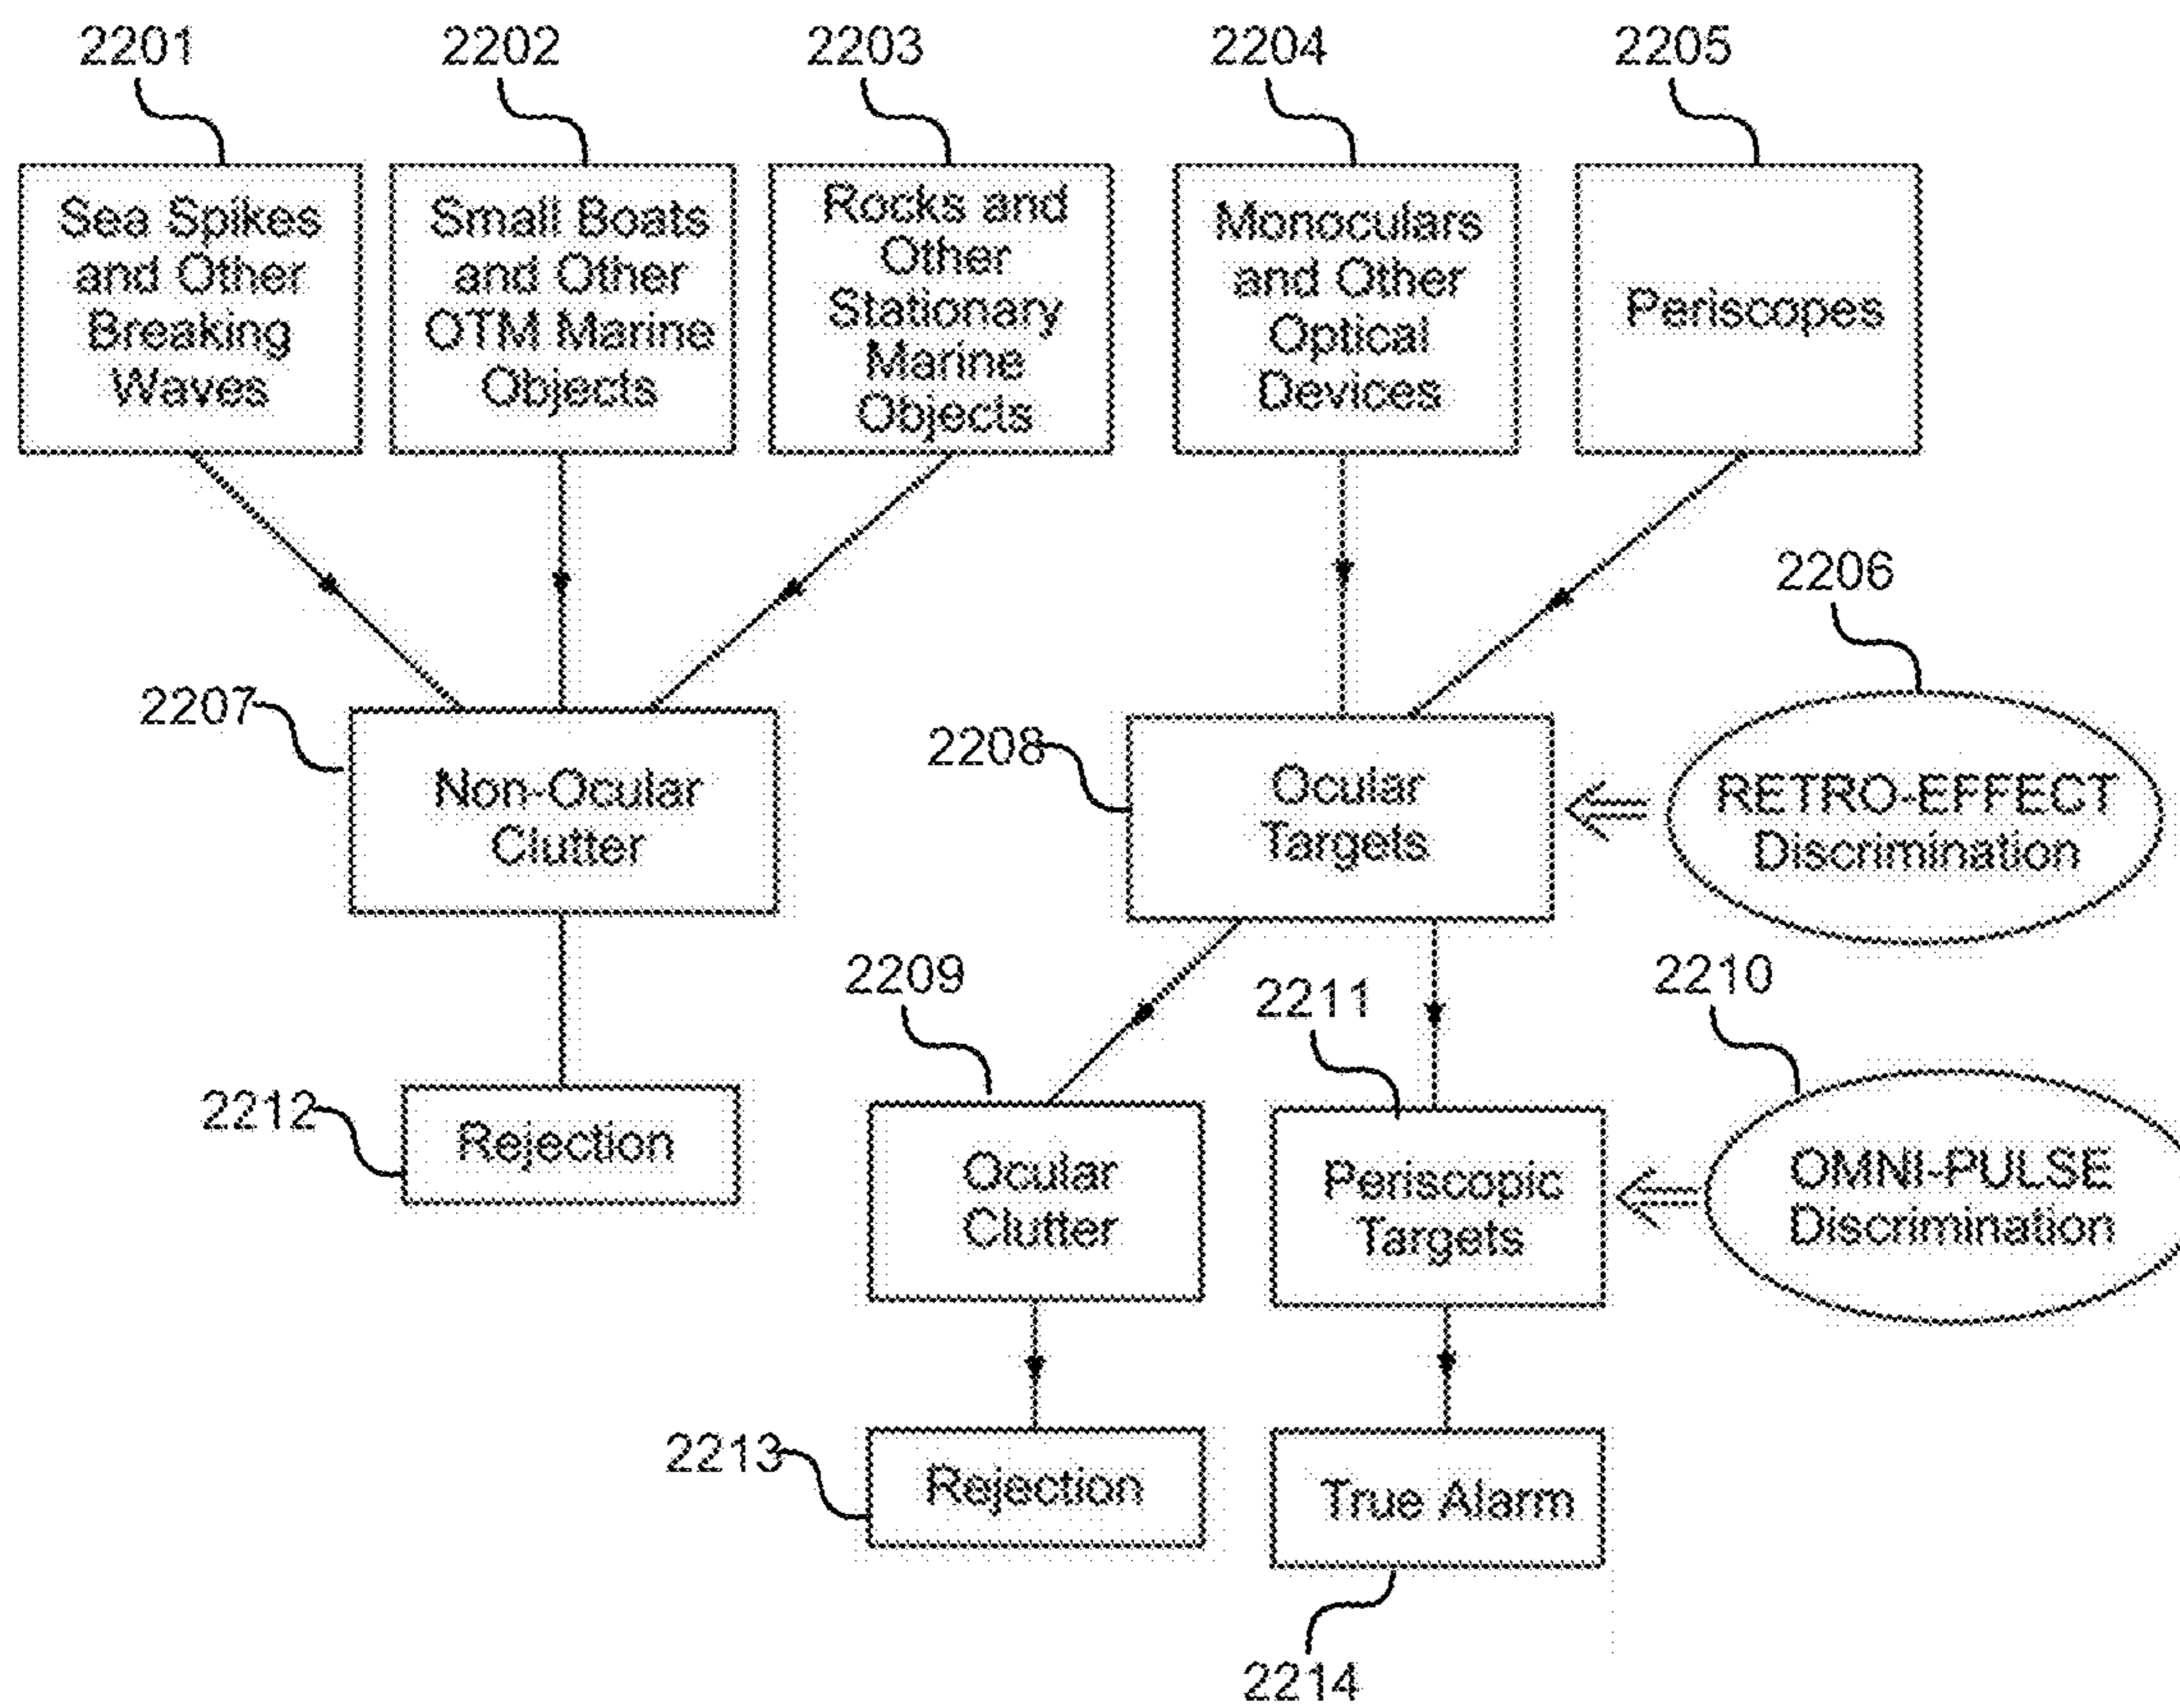 2201
2202
2203
2204
2205
Sea Spikes
and Other
Breaking
Waves
Small Boats
and Other
OTM Marine
Objects
Rocks and
Other
Stationary
Marine
Objects
Monoculars
and Other
Optical
Devices
Periscopes
2206
2207
Non-Ocular
Clutter
2208
Ocular
Targets
RETRO-EFFECT
Discrimination
2209
2211
2210
2212
Rejection
Ocular
Clutter
Periscopic
Targets
OMNI-PULSE
Discrimination
2213
Rejection
True Alarm
2214